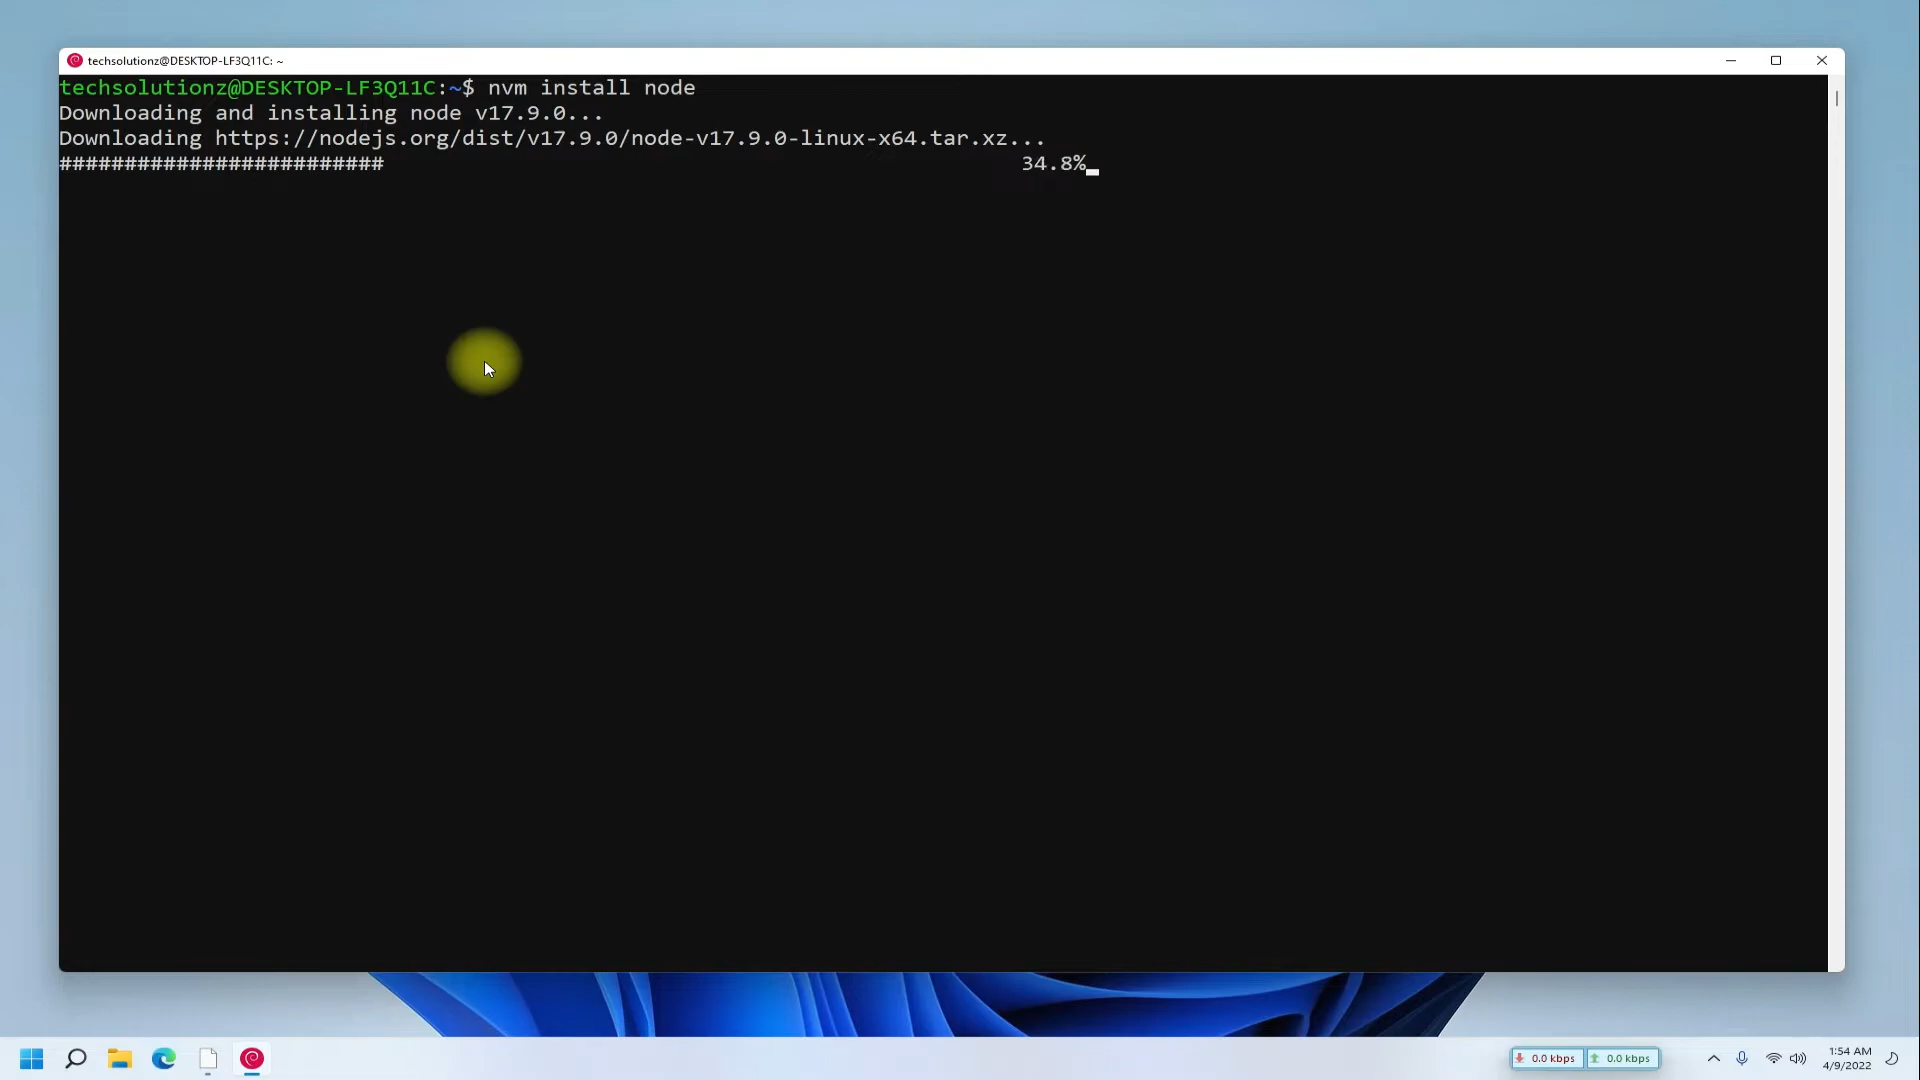 techsolutionz@DESKTOP-LF3Q11C: ~
techsolutionz@DESKTOP-LF3Q11C:~$ nvm install node
Downloading and installing node v17.9.0...
Downloading https://nodejs.org/dist/v17.9.0/node-v17.9.0-linux-x64.tar.xz...
######################### 34.8%
0.0 kbps 0.0 kbps
1:54 AM
4/9/2022